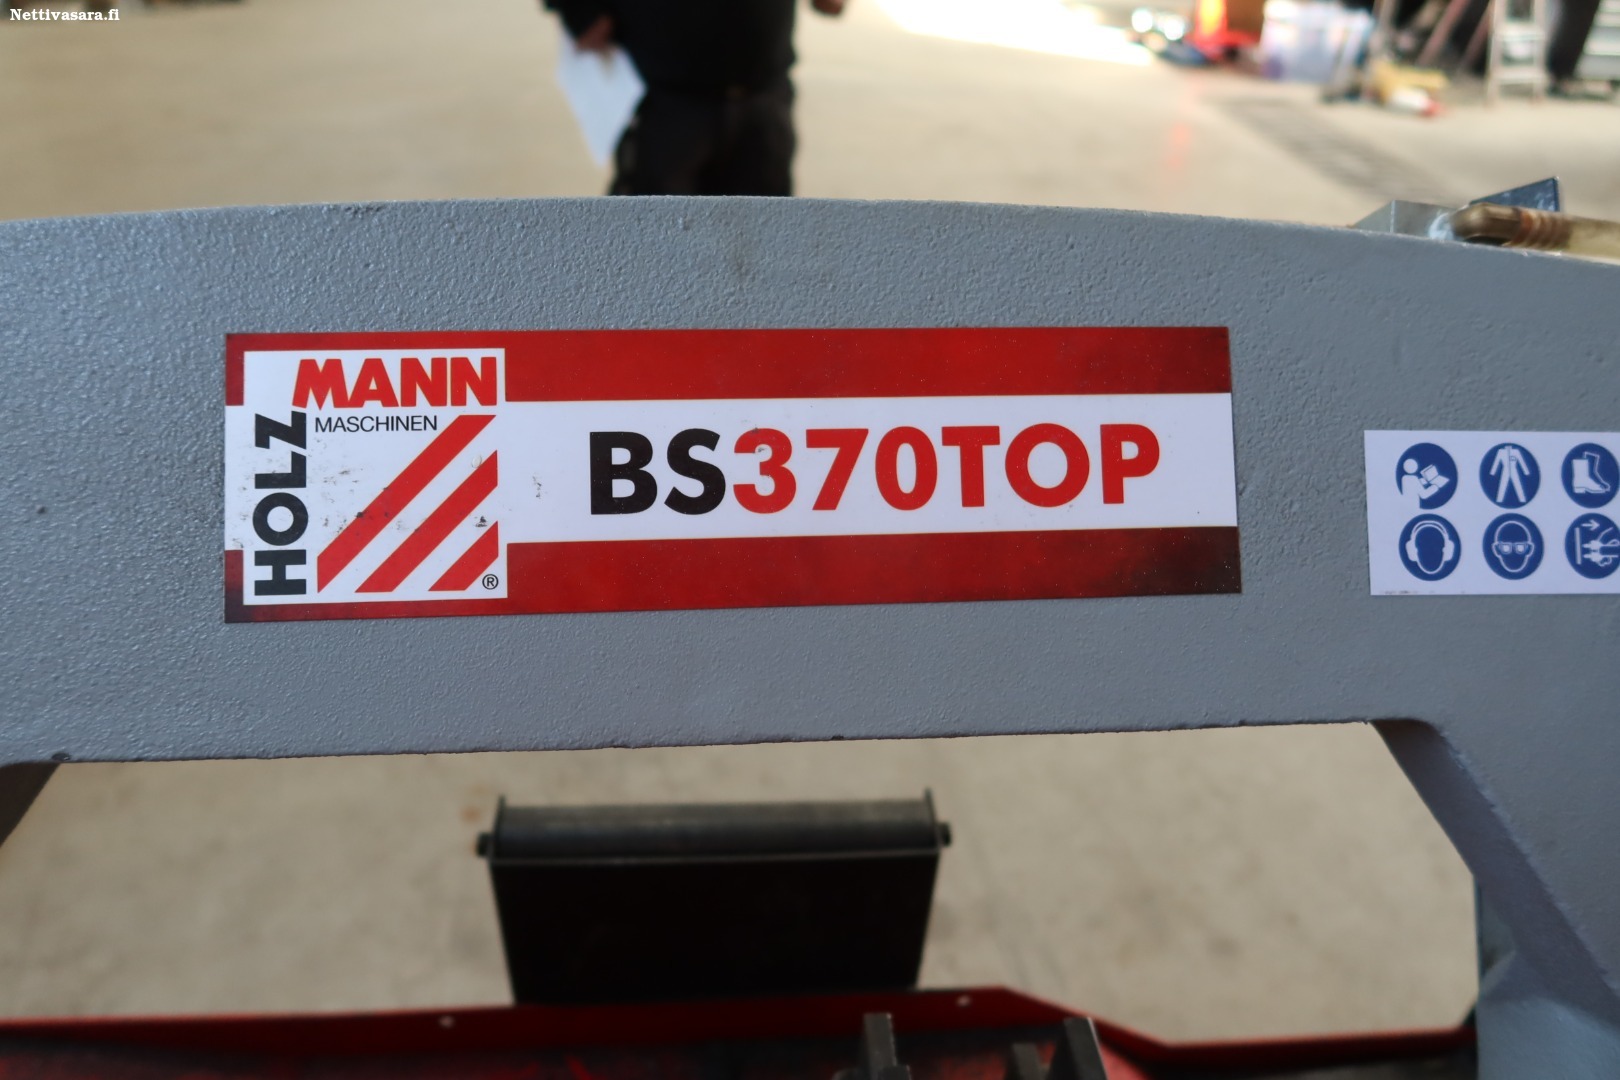 Nettivasara.fi
HOLZ
MANN
MASCHINEN
®
BS370TOP